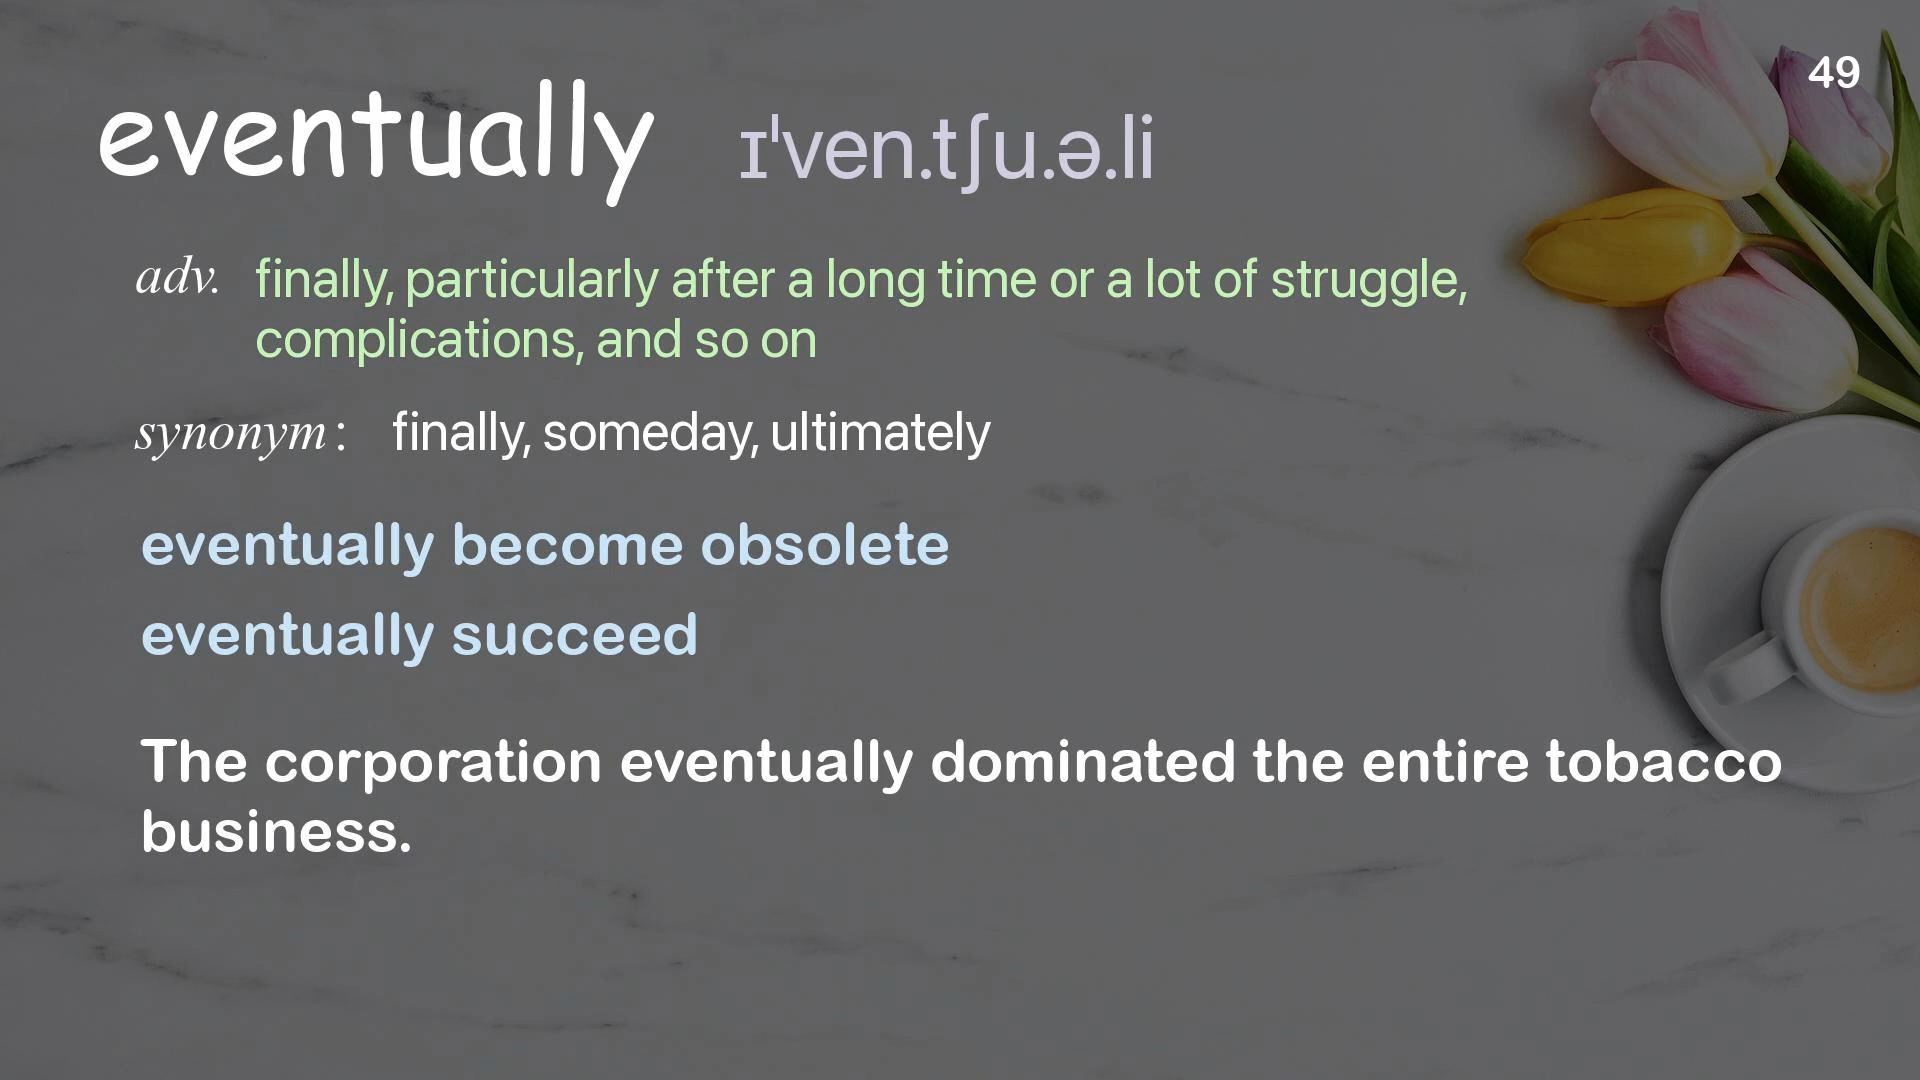 49
eventually ɪˈven.tʃu.ə.li
adv. finally, particularly after a long time or a lot of struggle,
complications, and so on
synonym: finally, someday, ultimately
eventually become obsolete
eventually succeed
The corporation eventually dominated the entire tobacco
business.